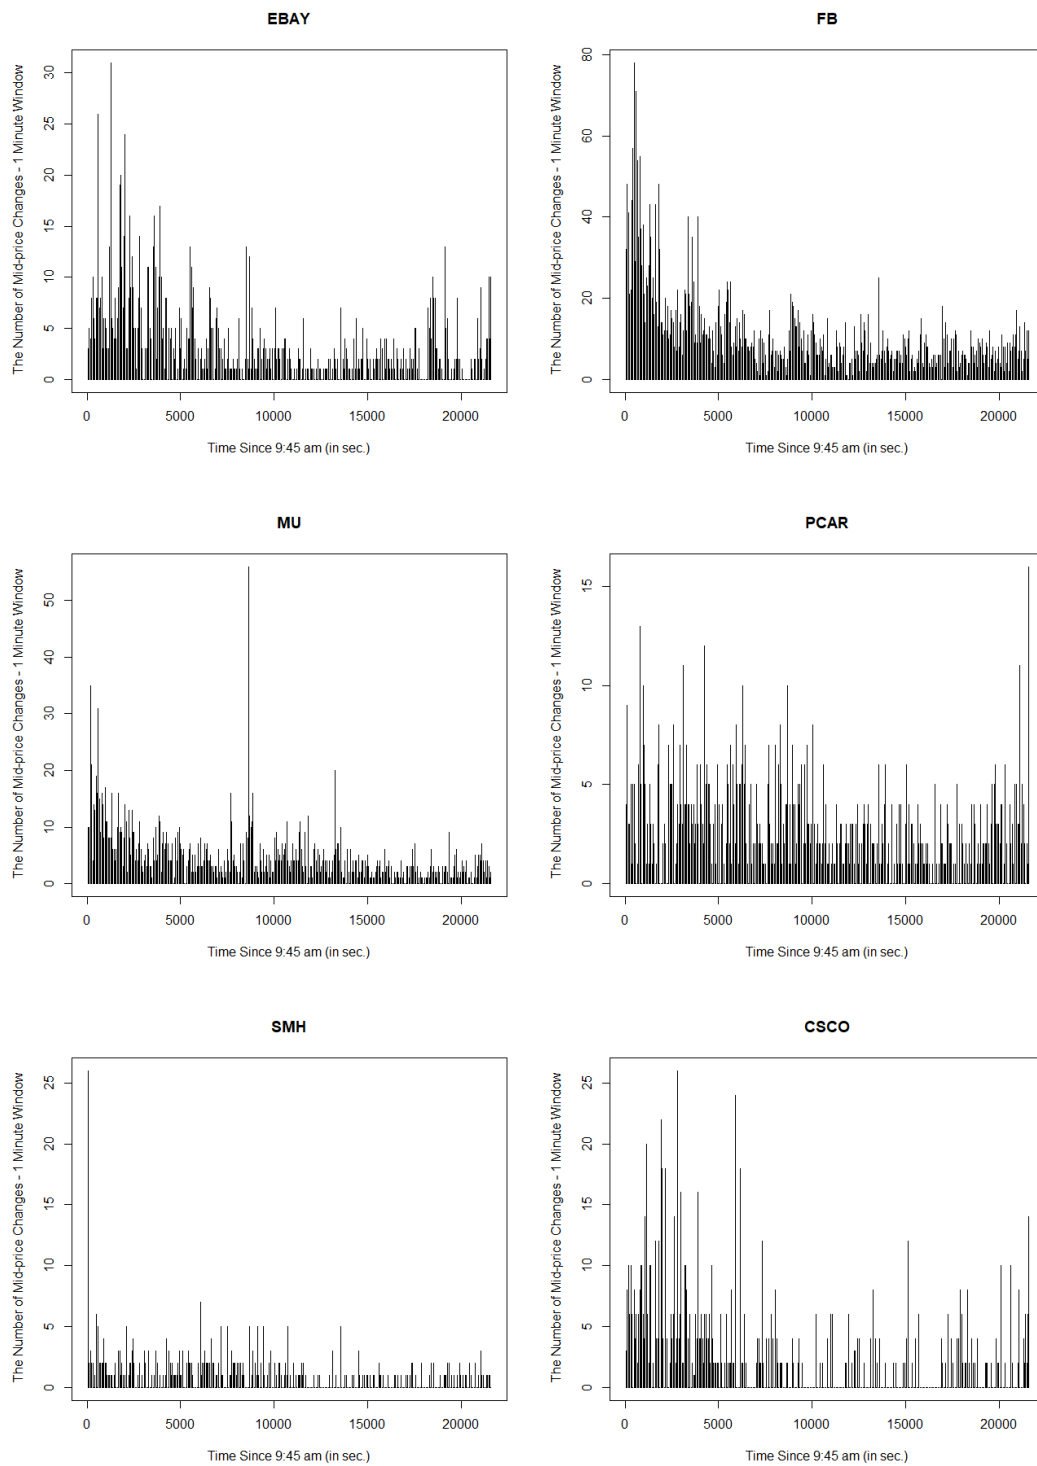 EBAY
The Number of Mid-price Changes - 1 Minute Window
30
25
20
15
10
5
0
0 5000 10000 15000 20000
Time Since 9:45 am (in sec.)
FB
The Number of Mid-price Changes - 1 Minute Window
80
60
40
20
0
0 5000 10000 15000 20000
Time Since 9:45 am (in sec.)
MU
The Number of Mid-price Changes - 1 Minute Window
50
40
30
20
10
0
0 5000 10000 15000 20000
Time Since 9:45 am (in sec.)
PCAR
The Number of Mid-price Changes - 1 Minute Window
15
10
5
0
0 5000 10000 15000 20000
Time Since 9:45 am (in sec.)
SMH
The Number of Mid-price Changes - 1 Minute Window
25
20
15
10
5
0
0 5000 10000 15000 20000
Time Since 9:45 am (in sec.)
CSCO
The Number of Mid-price Changes - 1 Minute Window
25
20
15
10
5
0
0 5000 10000 15000 20000
Time Since 9:45 am (in sec.)